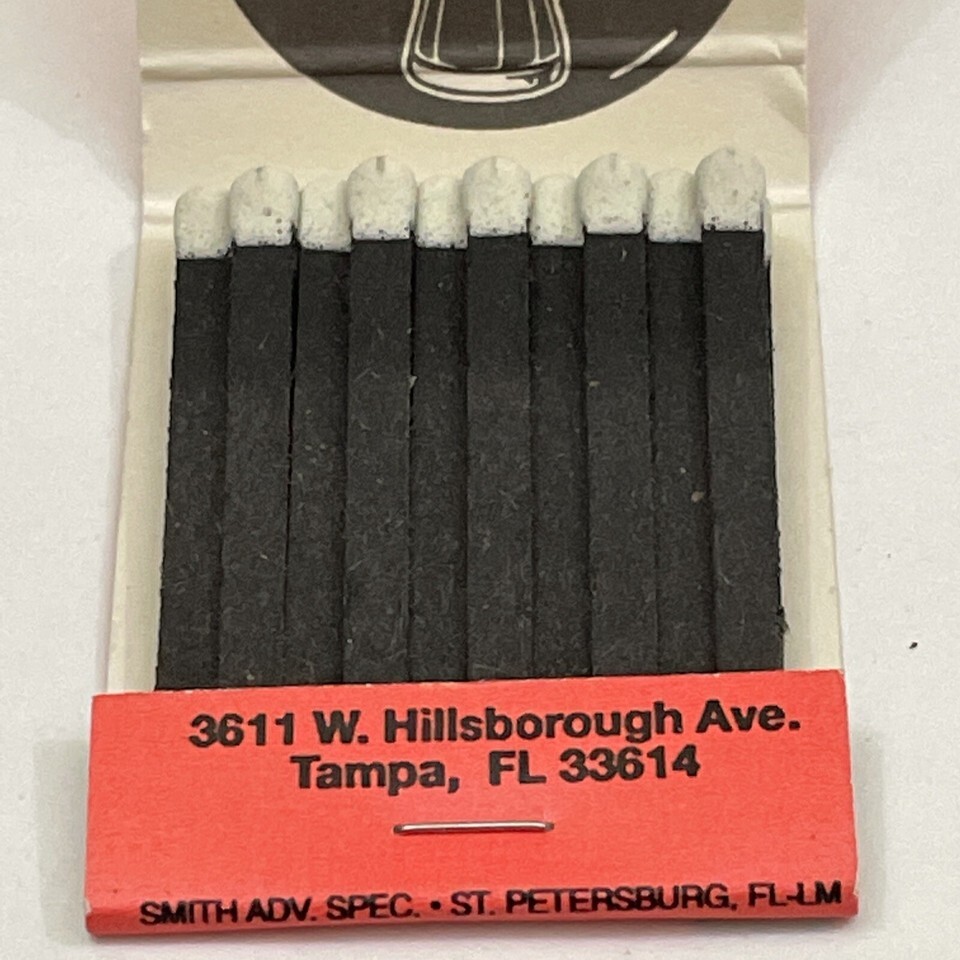 3611 W. Hillsborough Ave.
Tampa, FL 33614
SMITH ADV. SPEC. • ST. PETERSBURG, FL-LM